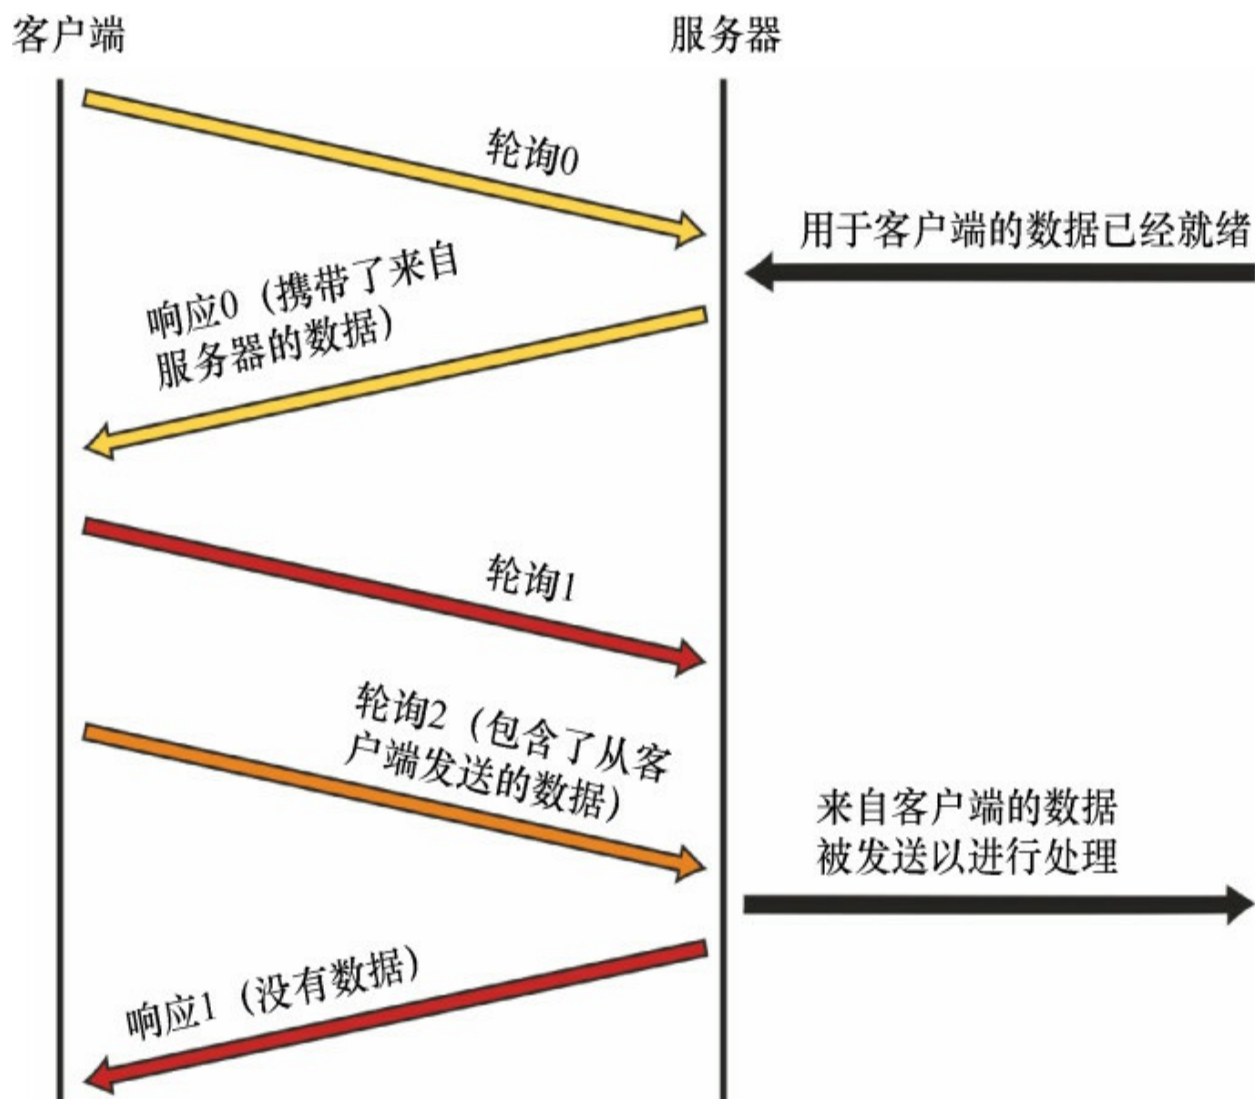 客户端
服务器
轮询0
用于客户端的数据已经就绪
响应0（携带了来自
服务器的数据）
轮询1
轮询2（包含了从客
户端发送的数据）
来自客户端的数据
被发送以进行处理
响应1（没有数据）